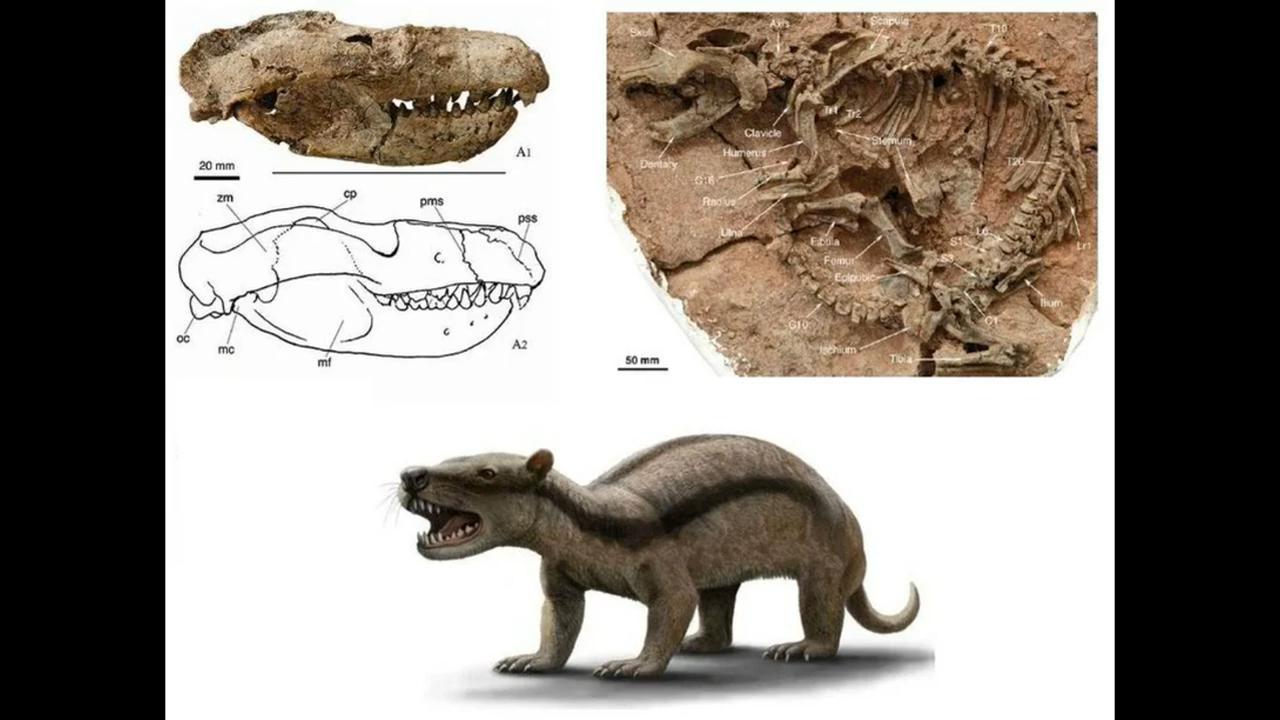 A1
20 mm
zm
cp
pms
pss
c.
oc
mc
mf
G
A2
Skull
Axis
Scapula
T10
Clavicle
Tr1
Tr2
Sternum
Humerus
Dentary
T20
Radius
Ulna
Fibula
Femur
Epipubic
L6
S1
S3
Lr1
Ilium
C1
C10
Ischium
Tibia
50 mm